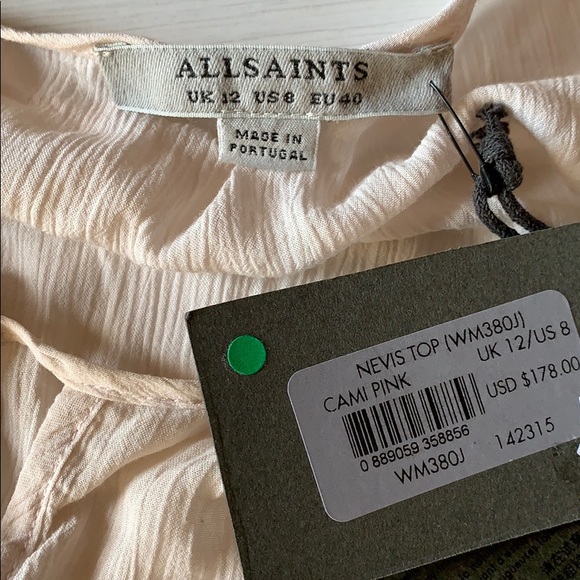 ALLSAINTS
UK 12 US 8 EU 40
MADE IN
PORTUGAL
NEVIS TOP (WM380J)
CAMI PINK UK 12/US 8
USD $178.00
0 889059 358856
WM380J 142315